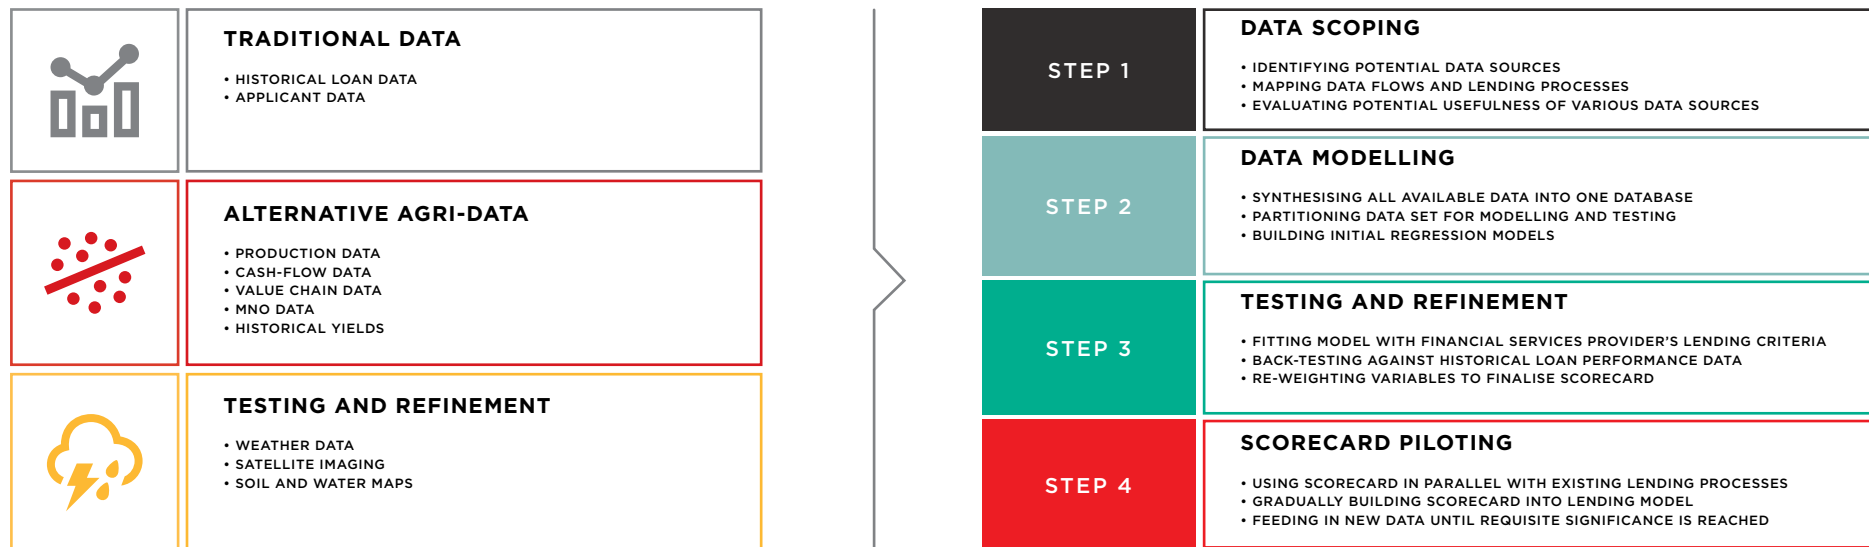 TRADITIONAL DATA
• HISTORICAL LOAN DATA
• APPLICANT DATA
ALTERNATIVE AGRI-DATA
• PRODUCTION DATA
• CASH-FLOW DATA
• VALUE CHAIN DATA
• MNO DATA
• HISTORICAL YIELDS
TESTING AND REFINEMENT
• WEATHER DATA
• SATELLITE IMAGING
• SOIL AND WATER MAPS
STEP 1
DATA SCOPING
• IDENTIFYING POTENTIAL DATA SOURCES
• MAPPING DATA FLOWS AND LENDING PROCESSES
• EVALUATING POTENTIAL USEFULNESS OF VARIOUS DATA SOURCES
STEP 2
DATA MODELLING
• SYNTHESISING ALL AVAILABLE DATA INTO ONE DATABASE
• PARTITIONING DATA SET FOR MODELLING AND TESTING
• BUILDING INITIAL REGRESSION MODELS
STEP 3
TESTING AND REFINEMENT
• FITTING MODEL WITH FINANCIAL SERVICES PROVIDER'S LENDING CRITERIA
• BACK-TESTING AGAINST HISTORICAL LOAN PERFORMANCE DATA
• RE-WEIGHTING VARIABLES TO FINALISE SCORECARD
STEP 4
SCORECARD PILOTING
• USING SCORECARD IN PARALLEL WITH EXISTING LENDING PROCESSES
• GRADUALLY BUILDING SCORECARD INTO LENDING MODEL
• FEEDING IN NEW DATA UNTIL REQUISITE SIGNIFICANCE IS REACHED